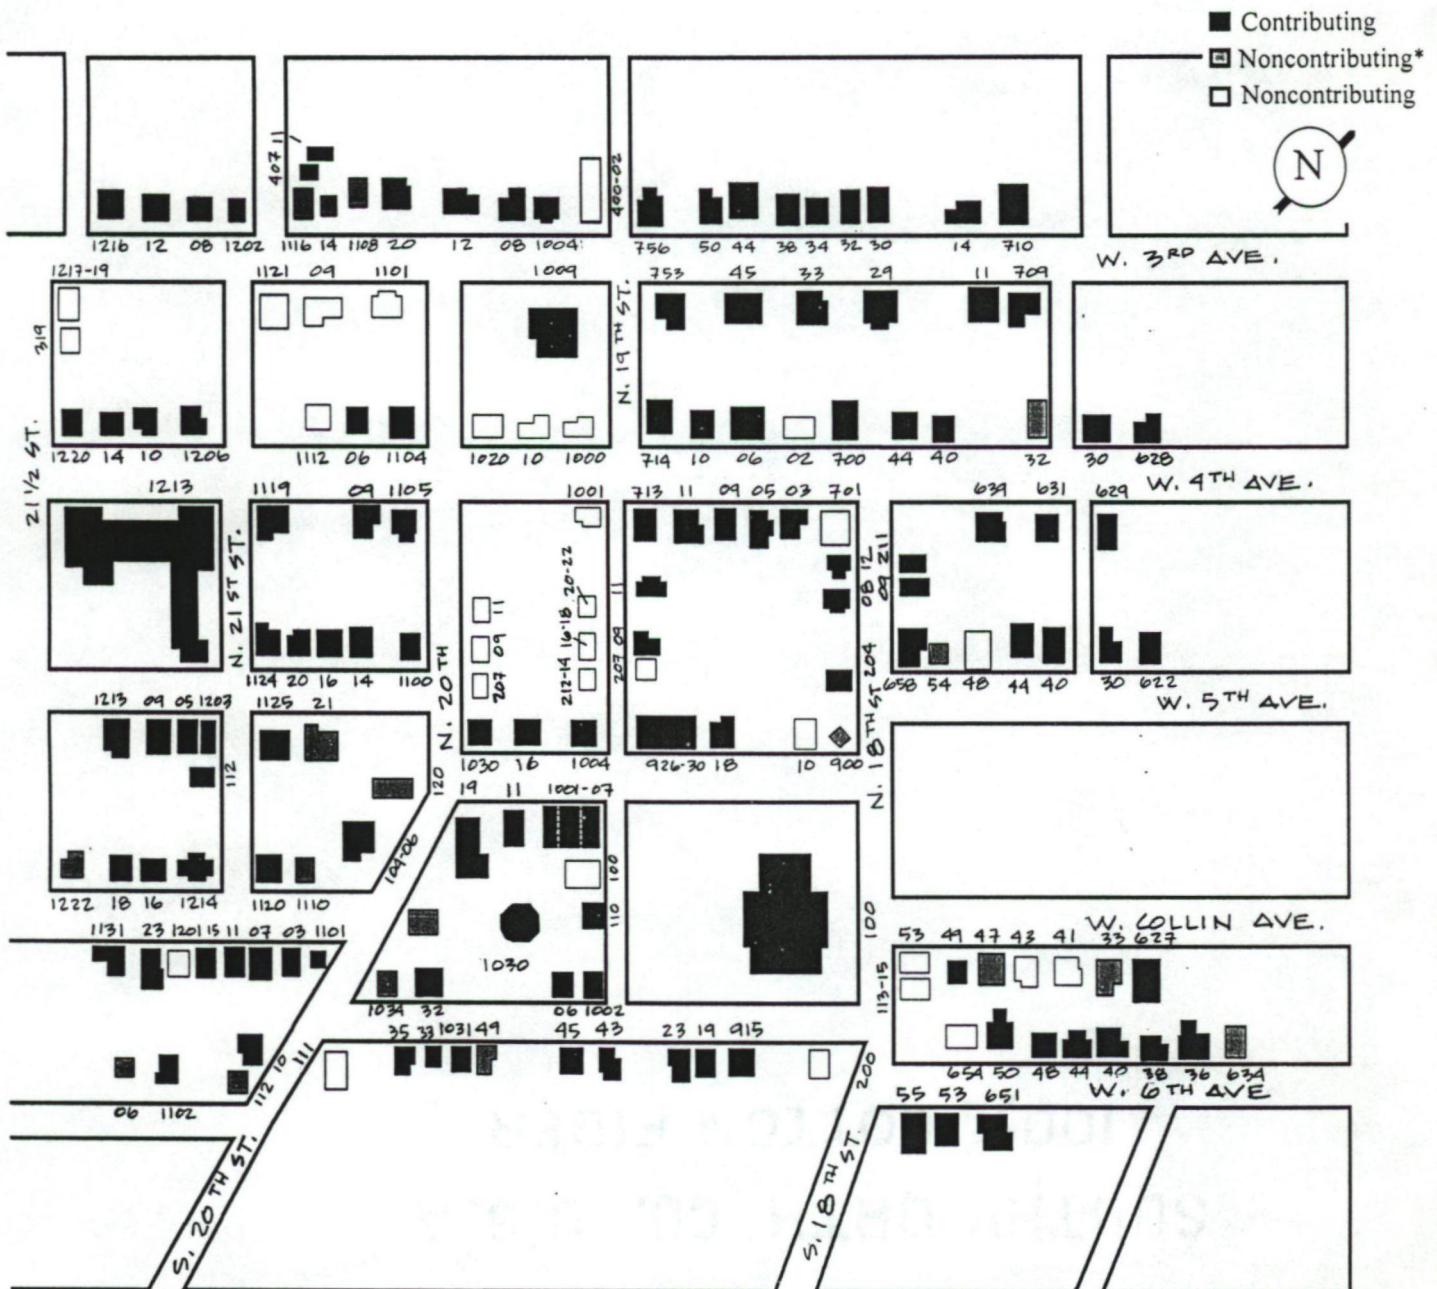 Contributing
Noncontributing*
Noncontributing
N
407 11
400-02
1216 12 08 1202 1116 14 1108 20 12 08 1004 756 50 44 38 34 32 30 14 710
W. 3RD AVE.
1217-19 1121 09 1101 1009 753 45 33 29 11 709
319
N. 19TH ST.
21 1/2 ST.
1220 14 10 1206 1112 06 1104 1020 10 1000 714 10 06 02 700 44 40 32 30 628
W. 4TH AVE.
1213 1119 09 1105 1001 713 11 09 05 03 701 639 631 629
N. 21ST ST.
20-22
11
11
08 12
09 211
16-18
09
207 09
207
212-14
204
1124 20 16 14 1100
658 54 48 44 40 30 622
N. 20TH
N. 18TH ST
W. 5TH AVE.
1213 09 05 1203 1125 21
112
120
1030 16 1004 926-30 18 10 900
19 11 1001-07
104-06
100
110
100
1222 18 16 1214 1120 1110
W. COLLIN AVE.
1131 23 1201 15 11 07 03 1101
1030
53 49 47 43 41 33 627
113-15
1034 32 06 1002
35 33 1031 49 45 43 23 19 915
111
10
112
200
654 50 48 44 40 38 36 634
W. 6TH AVE
06 1102
55 53 651
S. 20TH ST.
S. 18TH ST.